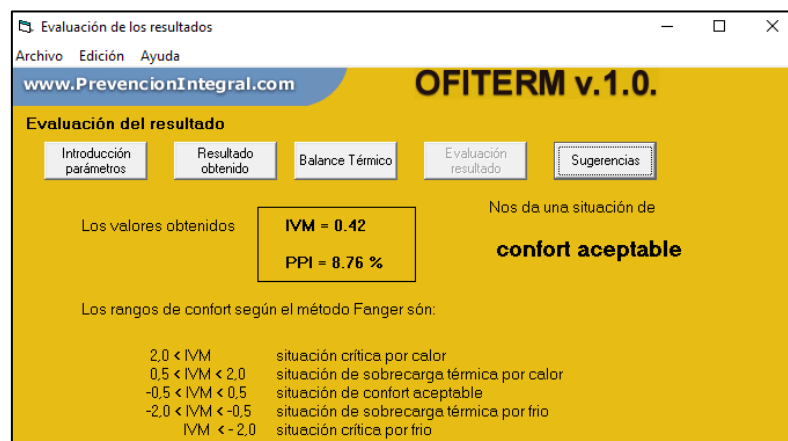 Evaluación de los resultados
Archivo Edición Ayuda
www.PrevencionIntegral.com
OFITERM v.1.0.
Evaluación del resultado
Introducción parámetros
Resultado obtenido
Balance Térmico
Evaluación resultado
Sugerencias
Nos da una situación de
Los valores obtenidos
IVM = 0.42
PPI = 8.76 %
confort aceptable
Los rangos de confort según el método Fanger són:
2,0 < IVM situación crítica por calor
0,5 < IVM < 2,0 situación de sobrecarga térmica por calor
-0,5 < IVM < 0,5 situación de confort aceptable
-2,0 < IVM < -0,5 situación de sobrecarga térmica por frio
IVM < - 2,0 situación crítica por frio